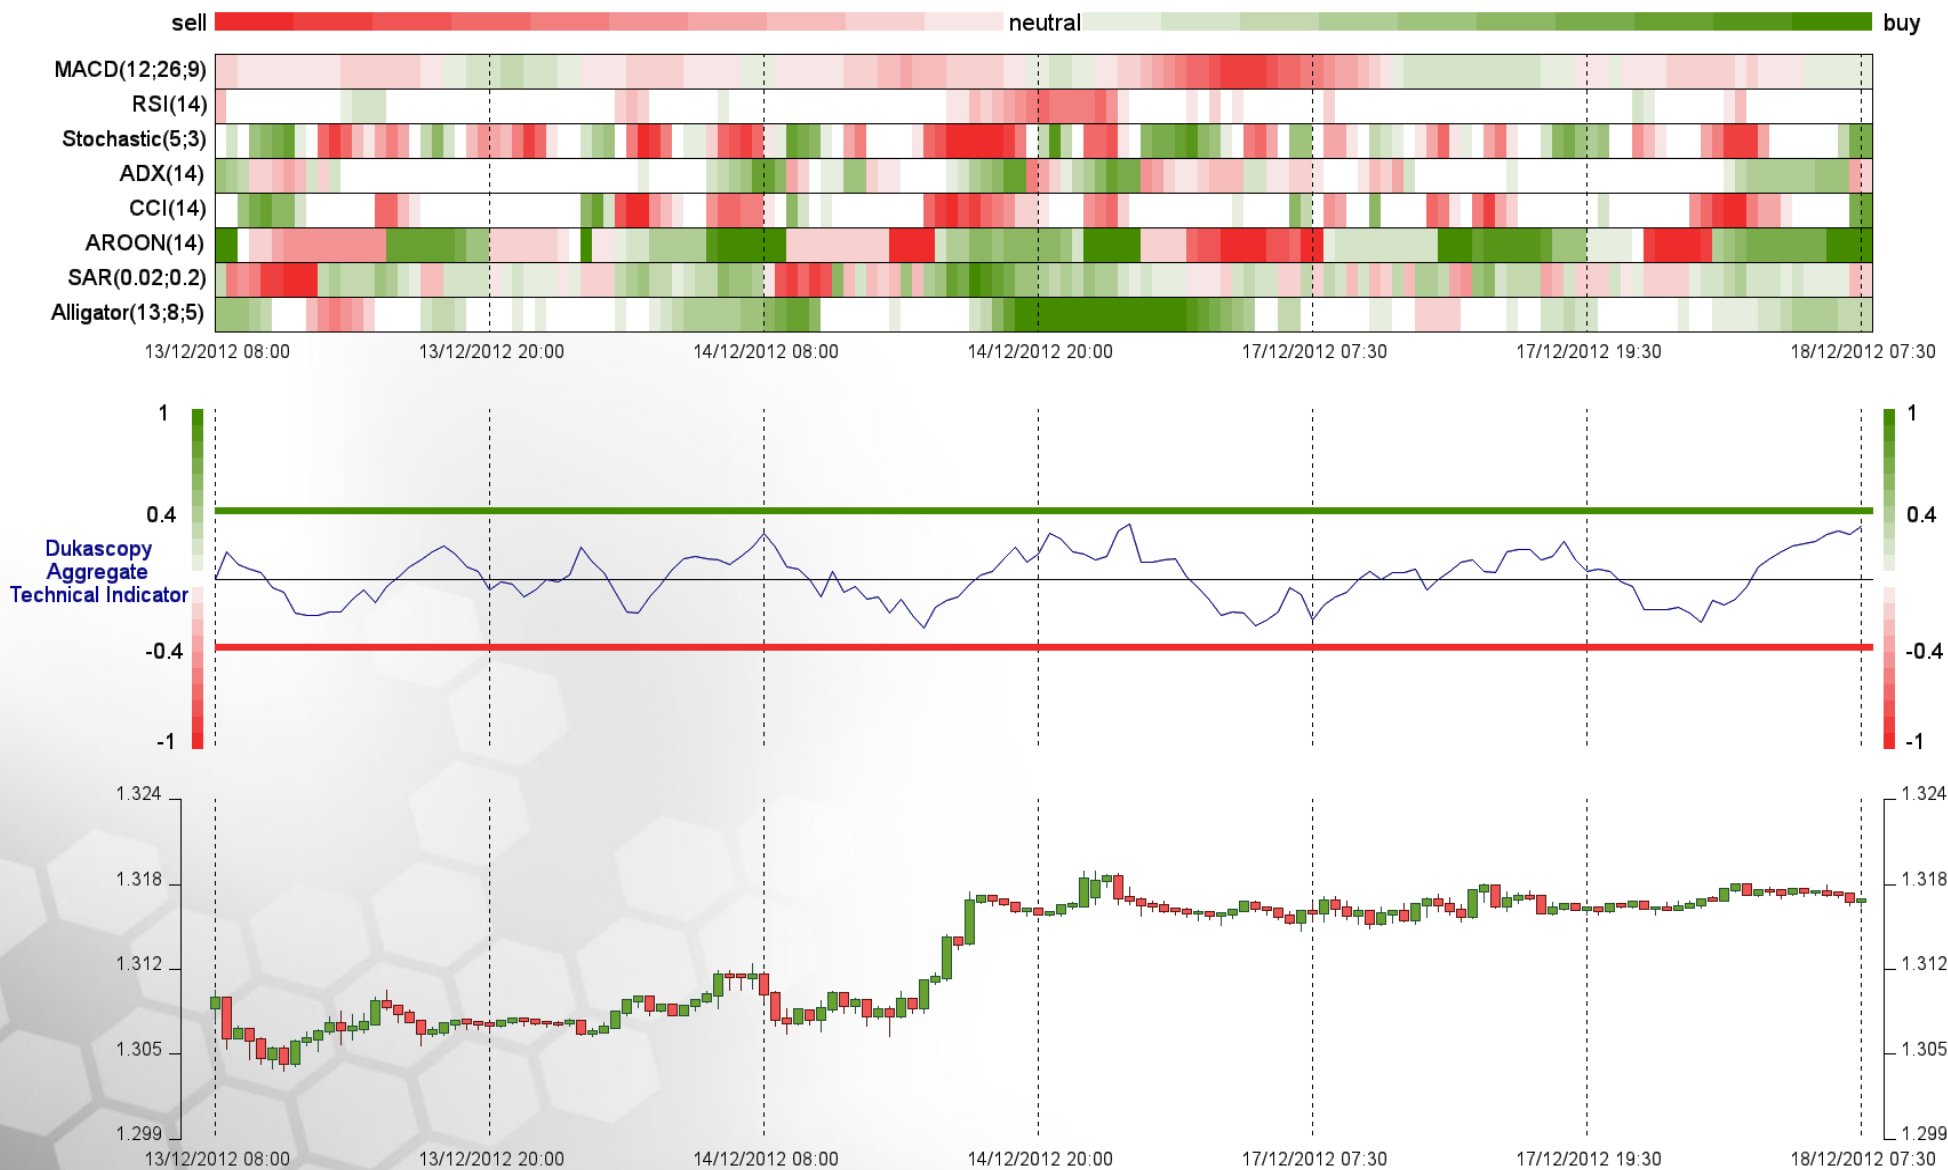 sell neutral buy
MACD(12;26;9)
RSI(14)
Stochastic(5;3)
ADX(14)
CCI(14)
AROON(14)
SAR(0.02;0.2)
Alligator(13;8;5)
13/12/2012 08:00 13/12/2012 20:00 14/12/2012 08:00 14/12/2012 20:00 17/12/2012 07:30 17/12/2012 19:30 18/12/2012 07:30
1 1
0.4 0.4
Dukascopy
Aggregate
Technical Indicator
-0.4 -0.4
-1 -1
1.324 1.324
1.318 1.318
1.312 1.312
1.305 1.305
1.299 1.299
13/12/2012 08:00 13/12/2012 20:00 14/12/2012 08:00 14/12/2012 20:00 17/12/2012 07:30 17/12/2012 19:30 18/12/2012 07:30